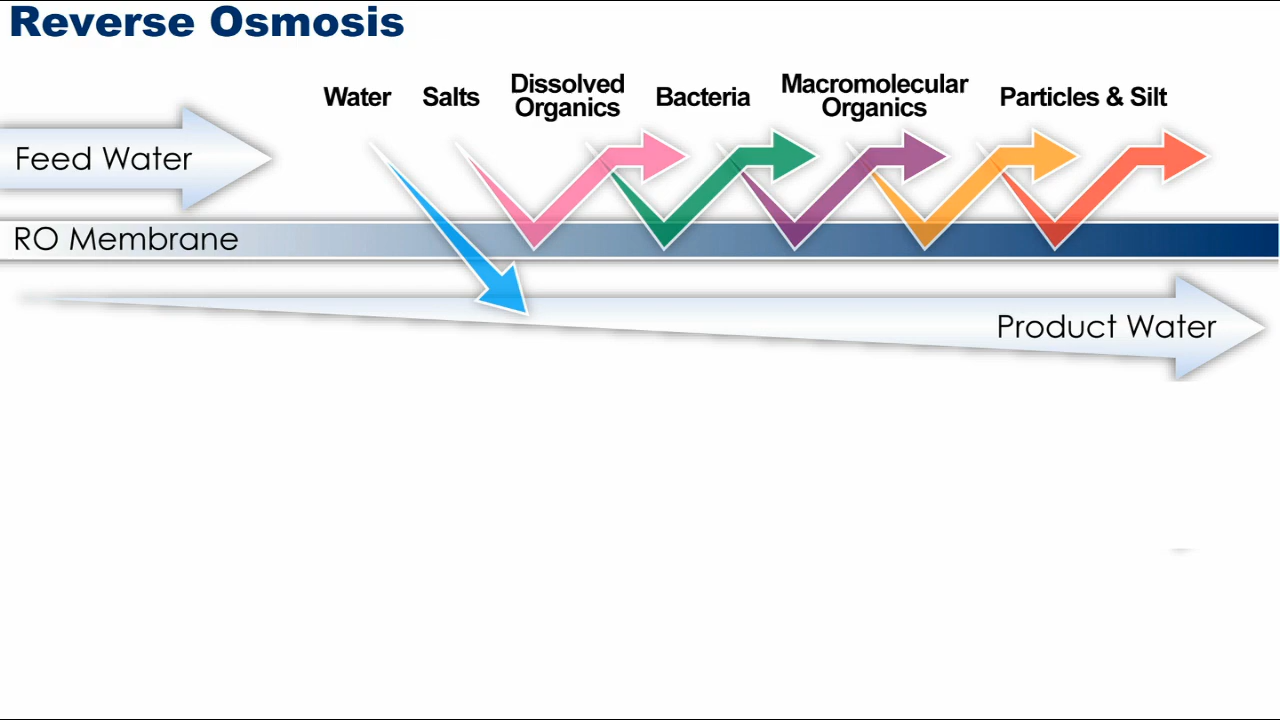 Reverse Osmosis
Water
Salts
Dissolved
Organics
Bacteria
Macromolecular
Organics
Particles & Silt
Feed Water
RO Membrane
Product Water